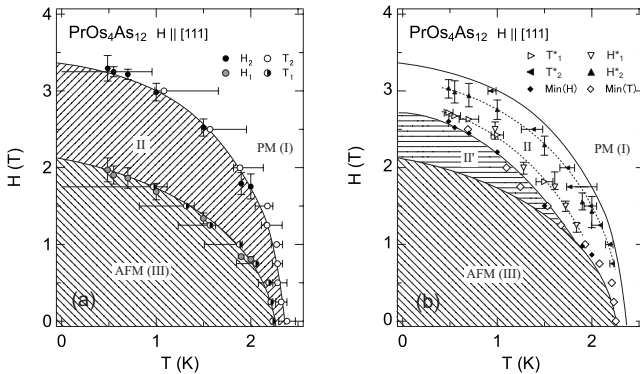 PrOs₄As₁₂ H || [111]
H₂ T₂
H₁ T₁
II
PM (I)
AFM (III)
(a)
H (T)
4
3
2
1
0
0 1 2
T (K)
PrOs₄As₁₂ H || [111]
T*₁ H*₁
T*₂ H*₂
Min(H) Min(T)
II
PM (I)
II'
AFM (III)
(b)
H (T)
4
3
2
1
0
0 1 2
T (K)